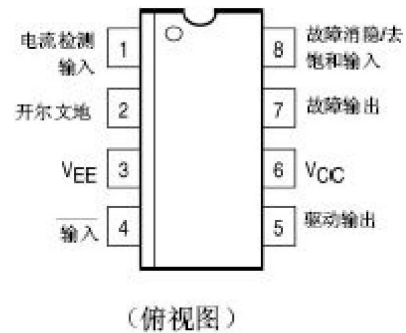 电流检测
输入
1
开尔文地
2
VEE
3
输入
4
8
故障消隐/去
饱和输入
7
故障输出
6
VCC
5
驱动输出
（俯视图）